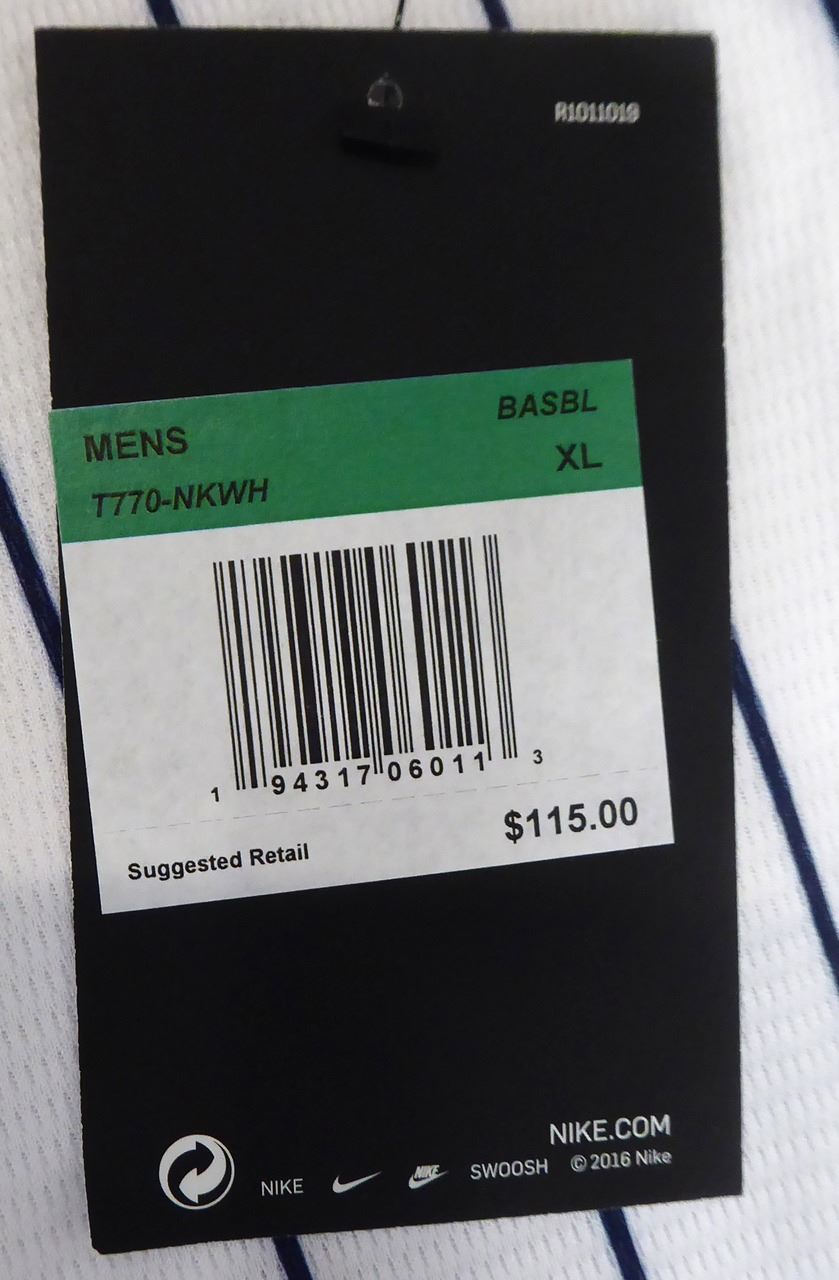 R1011019
MENS BASBL
T770-NKWH XL
1 94317 06011 3
Suggested Retail $115.00
NIKE.COM
NIKE NIKE SWOOSH © 2016 Nike